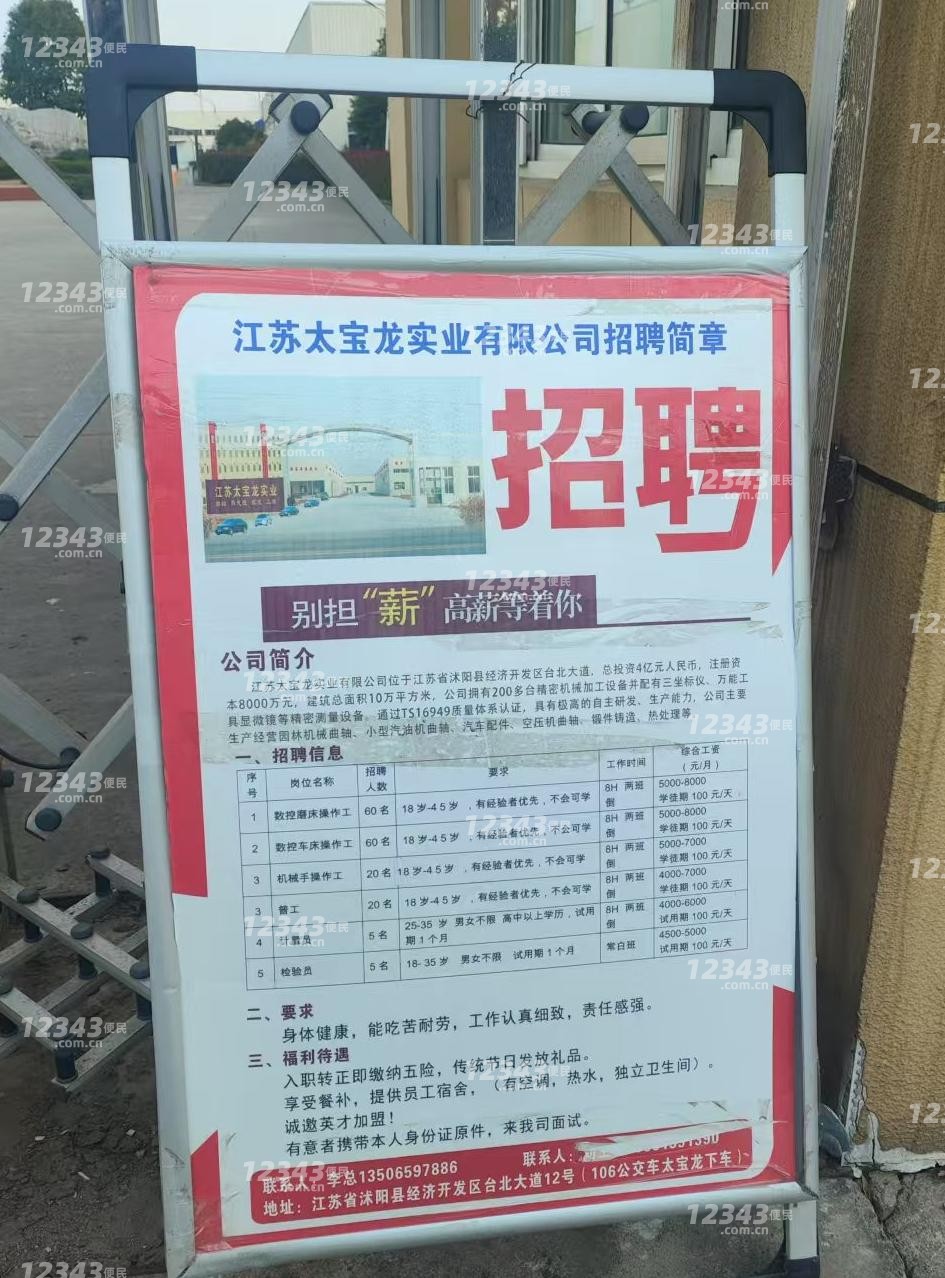 江苏太宝龙实业有限公司招聘简章
招聘
江苏太宝龙实业
别担“薪”高薪等着你
公司简介
江苏太宝龙实业有限公司位于江苏省沭阳县经济开发区台北大道，总投资4亿元人民币，注册资
本8000万元，建筑总面积10万平方米，公司拥有200多台精密机械加工设备并配有三坐标仪、万能工
具显微镜等精密测量设备，通过TS16949质量体系认证，具有极高的自主研发、生产能力，公司主要
生产经营园林机械曲轴、小型汽油机曲轴、汽车配件、空压机曲轴、锻件铸造、热处理等
一、招聘信息
序号 岗位名称 招聘人数 要求 工作时间 综合工资（元/月）
1 数控磨床操作工 60名 18岁-45岁，有经验者优先，不会可学 8H 两班倒 5000-8000 学徒期100元/天
2 数控车床操作工 60名 18岁-45岁，有经验者优先，不会可学 8H 两班倒 5000-8000 学徒期100元/天
3 机械手操作工 20名 18岁-45岁，有经验者优先，不会可学 8H 两班倒 5000-7000 学徒期100元/天
3 普工 20名 18岁-45岁，有经验者优先，不会可学 8H 两班倒 4000-7000 学徒期100元/天
4 计量员 5名 25-35岁 男女不限 高中以上学历，试用期1个月 8H 两班倒 4000-6000 试用期100元/天
5 检验员 5名 18-35岁 男女不限 试用期1个月 常白班 4500-5000 试用期100元/天
二、要求
身体健康，能吃苦耐劳，工作认真细致，责任感强。
三、福利待遇
入职转正即缴纳五险，传统节日发放礼品。
享受餐补，提供员工宿舍，（有空调，热水，独立卫生间）。
诚邀英才加盟！
有意者携带本人身份证原件，来我司面试。
联系人：李总13506597886 联系人：
地址：江苏省沭阳县经济开发区台北大道12号（106公交车太宝龙下车）
12343便民
.com.cn